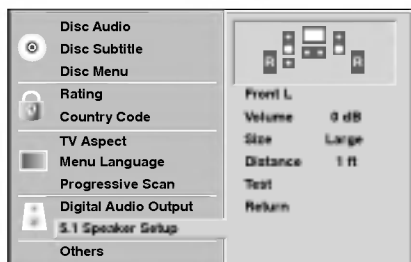 Disc Audio
Disc Subtitle
Disc Menu
Rating
Country Code
TV Aspect
Menu Language
Progressive Scan
Digital Audio Output
5.1 Speaker Setup
Others
R R
Front L
Volume 0 dB
Size Large
Distance 1 ft
Test
Return